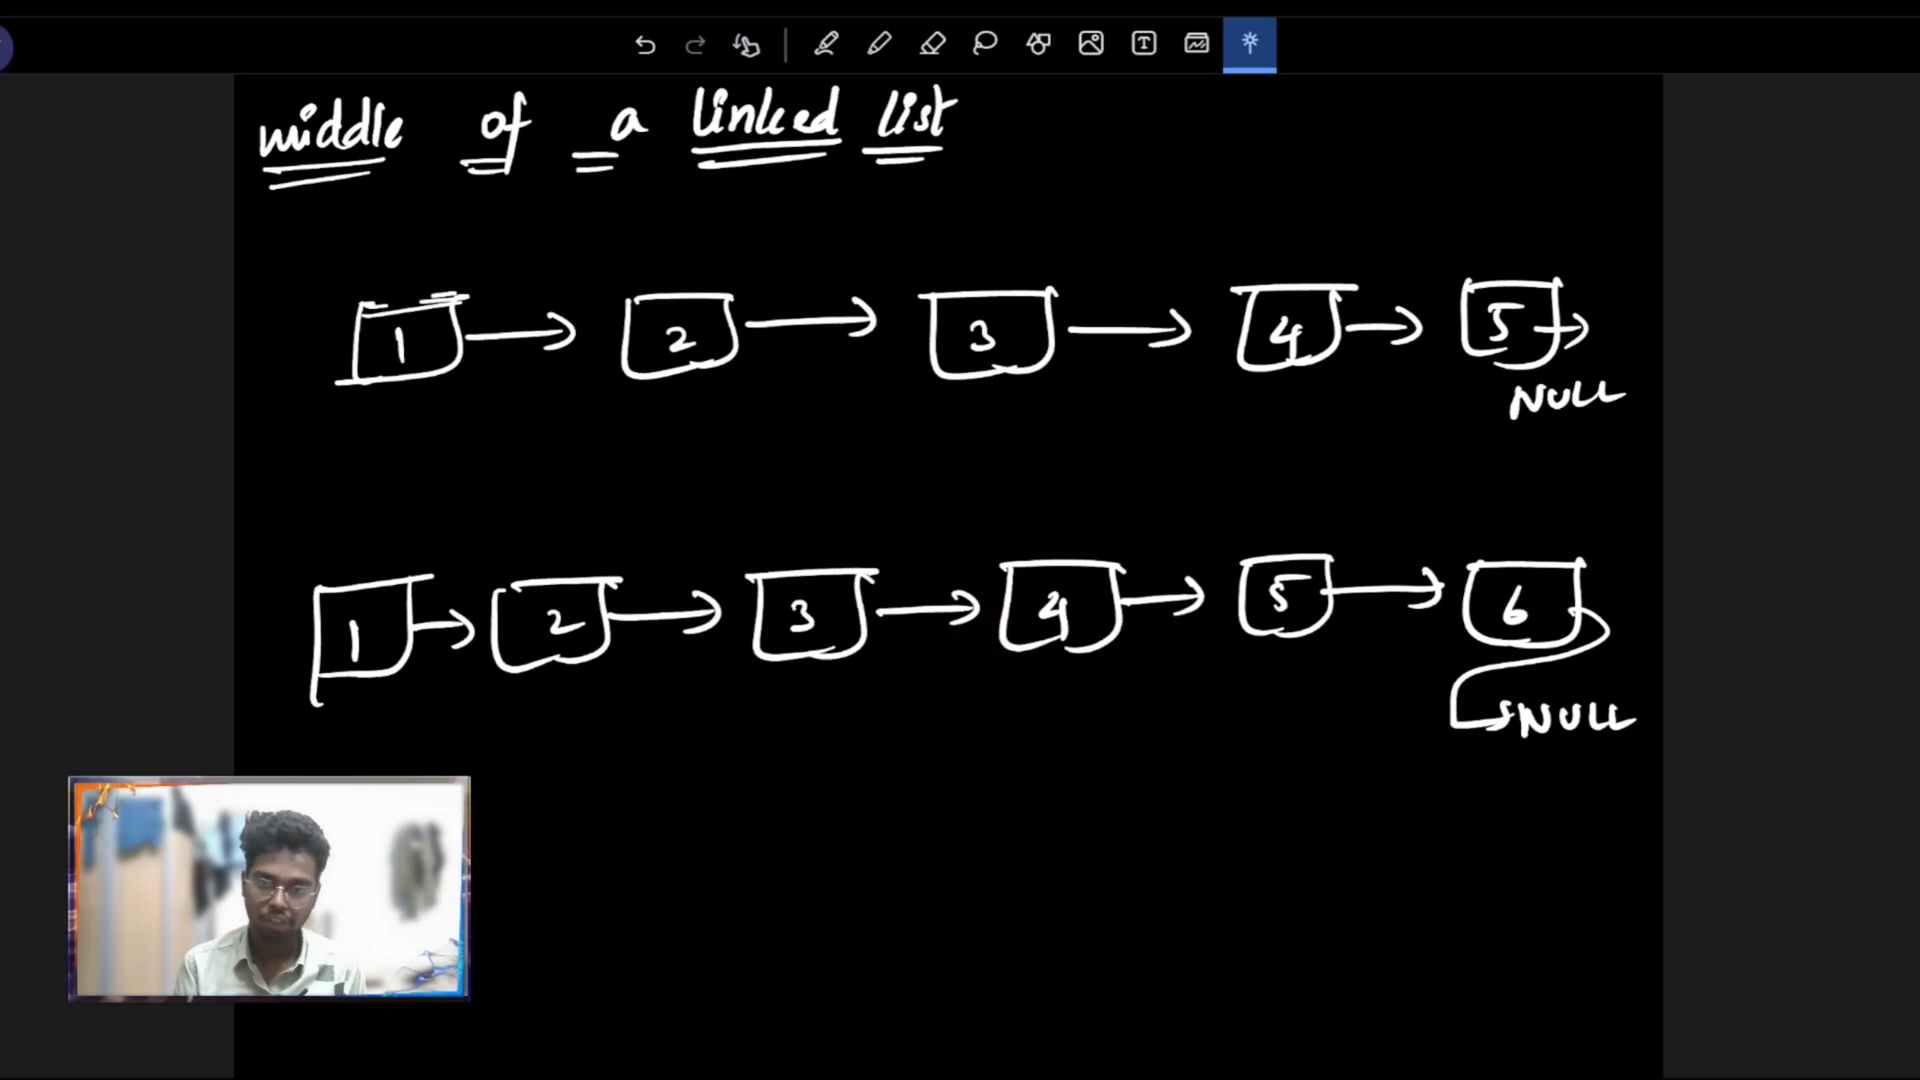 middle of a linked list
1 → 2 → 3 → 4 → 5 →
NULL
1 → 2 → 3 → 4 → 5 → 6
NULL